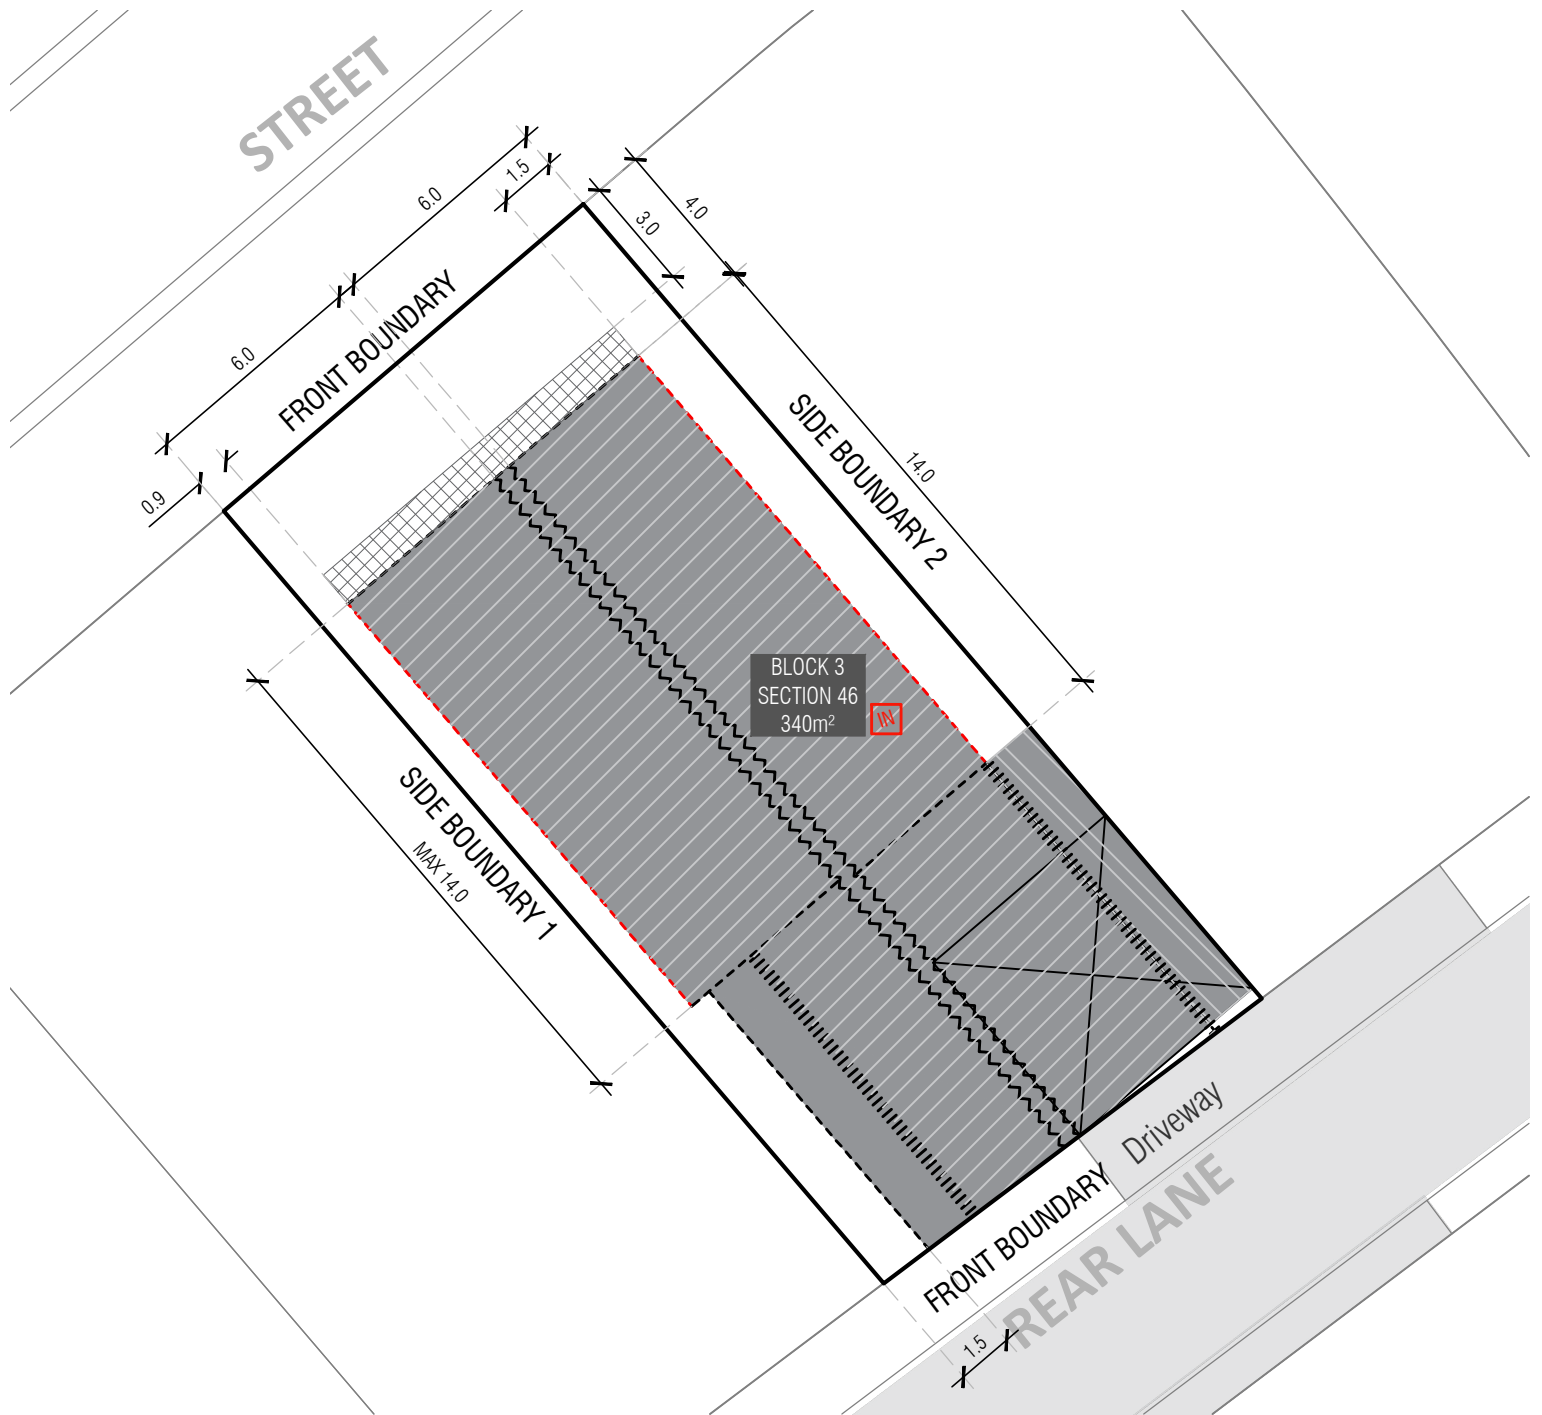 STREET
6.0
1.5
4.0
3.0
6.0
FRONT BOUNDARY
0.9
SIDE BOUNDARY 2
14.0
BLOCK 3
SECTION 46
340m²
IN
SIDE BOUNDARY 1
MAX 14.0
Driveway
FRONT BOUNDARY
REAR LANE
1.5